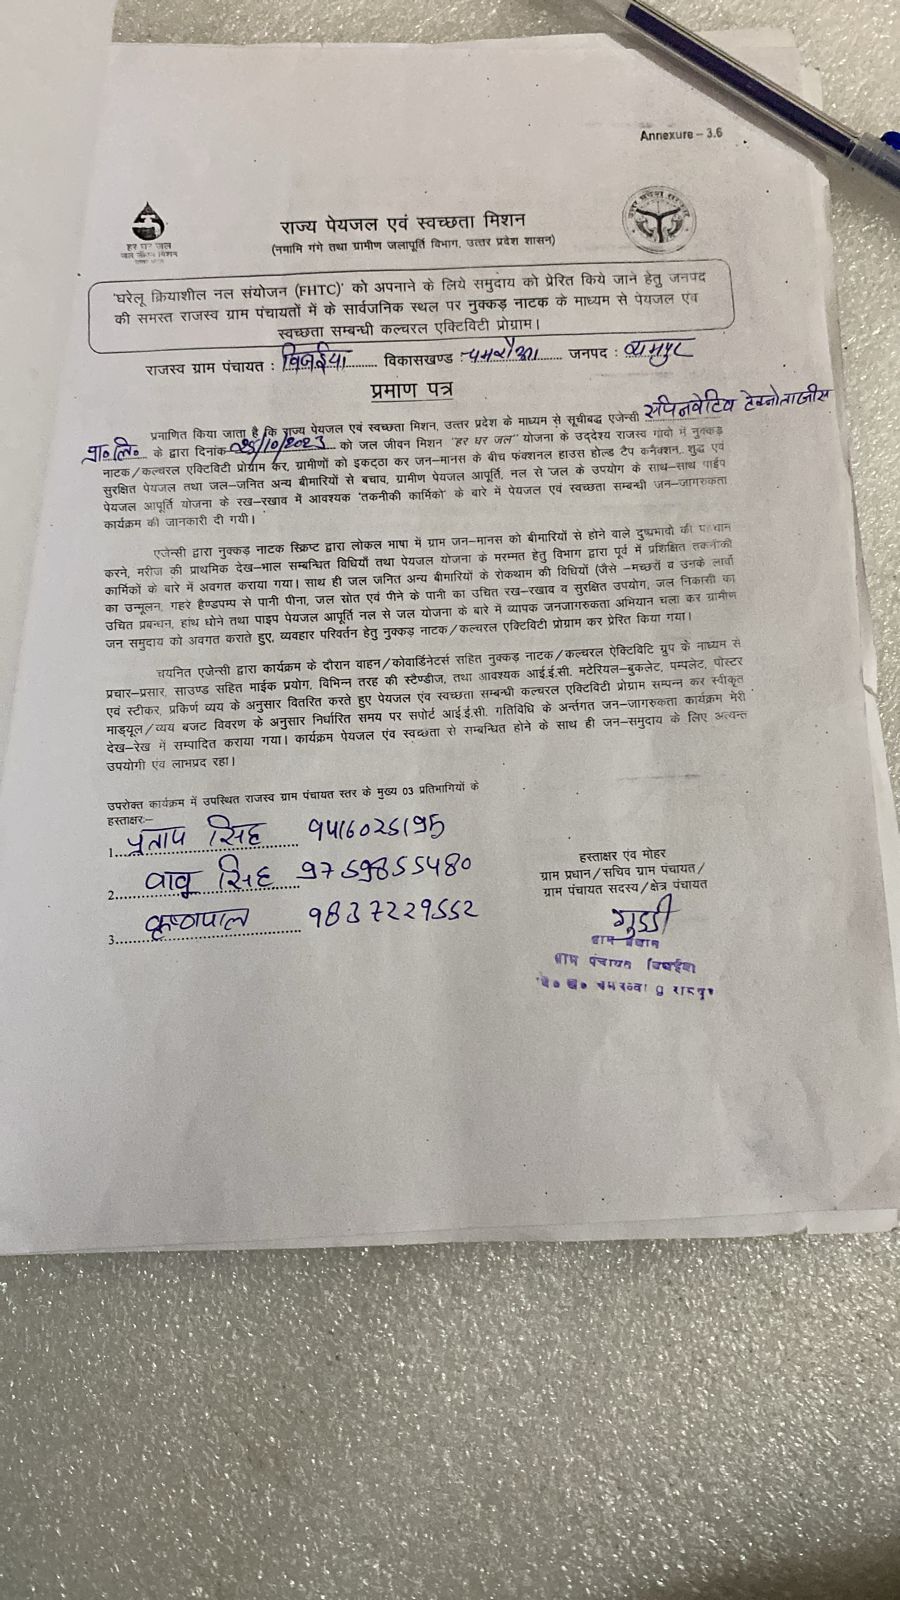 Annexure – 3.6
हर घर जल
जल जीवन मिशन
राज्य पेयजल एवं स्वच्छता मिशन
(नमामि गंगे तथा ग्रामीण जलापूर्ति विभाग, उत्तर प्रदेश शासन)
'घरेलू क्रियाशील नल संयोजन (FHTC)' को अपनाने के लिये समुदाय को प्रेरित किये जाने हेतु जनपद
की समस्त राजस्व ग्राम पंचायतों में के सार्वजनिक स्थल पर नुक्कड़ नाटक के माध्यम से पेयजल एंव
स्वच्छता सम्बन्धी कल्चरल एक्टिविटी प्रोग्राम।
राजस्व ग्राम पंचायत : विजईया विकासखण्ड :- चमरौआ जनपद : रामपुर
प्रमाण पत्र
प्रमाणित किया जाता है कि राज्य पेयजल एवं स्वच्छता मिशन, उत्तर प्रदेश के माध्यम से सूचीबद्ध एजेन्सी रुपिनवेटिव टेक्नोलाजीस
प्रा० लि० के द्वारा दिनांक /10/2023 को जल जीवन मिशन "हर घर जल" योजना के उद्देश्य राजस्व गांवो में नुक्कड़
नाटक/कल्चरल एक्टिविटी प्रोग्राम कर, ग्रामीणों को इकट्ठा कर जन–मानस के बीच फंक्शनल हाउस होल्ड टैप कनैक्शन, शुद्ध एवं
सुरक्षित पेयजल तथा जल–जनित अन्य बीमारियों से बचाव, ग्रामीण पेयजल आपूर्ति, नल से जल के उपयोग के साथ–साथ पाईप
पेयजल आपूर्ति योजना के रख–रखाव में आवश्यक 'तकनीकी कार्मिको' के बारे में पेयजल एवं स्वच्छता सम्बन्धी जन–जागरुकता
कार्यक्रम की जानकारी दी गयी।
एजेन्सी द्वारा नुक्कड़ नाटक स्क्रिप्ट द्वारा लोकल भाषा में ग्राम जन–मानस को बीमारियों से होने वाले दुष्प्रभावो की पहचान
करने, मरीज की प्राथमिक देख–भाल सम्बन्धित विधियाँ तथा पेयजल योजना के मरम्मत हेतु विभाग द्वारा पूर्व में प्रशिक्षित तकनीकी
कार्मिकों के बारे में अवगत कराया गया। साथ ही जल जनित अन्य बीमारियों के रोकथाम की विधियों (जैसे –मच्छरों व उनके लार्वा
का उन्मूलन, गहरे हैण्डपम्प से पानी पीना, जल स्रोत एवं पीने के पानी का उचित रख–रखाव व सुरक्षित उपयोग, जल निकासी का
उचित प्रबन्धन, हांथ धोने तथा पाइप पेयजल आपूर्ति नल से जल योजना के बारे में व्यापक जनजागरुकता अभियान चला कर ग्रामीण
जन समुदाय को अवगत कराते हुए, व्यवहार परिवर्तन हेतु नुक्कड़ नाटक/कल्चरल एक्टिविटी प्रोग्राम कर प्रेरित किया गया।
चयनित एजेन्सी द्वारा कार्यक्रम के दौरान वाहन/कोवार्डिनेटर्स सहित नुक्कड़ नाटक/कल्चरल ऐक्टिविटि ग्रुप के माध्यम से
प्रचार–प्रसार, साउण्ड सहित माईक प्रयोग, विभिन्न तरह की स्टैण्डीज, तथा आवश्यक आई.ई.सी. मटेरियल–बुकलेट, पम्पलेट, पोस्टर
एवं स्टीकर, प्रकिर्ण व्यय के अनुसार वितरित करते हुए पेयजल एंव स्वच्छता सम्बन्धी कल्चरल एक्टिविटी प्रोग्राम सम्पन्न कर स्वीकृत
माड्यूल/व्यय बजट विवरण के अनुसार निर्धारित समय पर सपोर्ट आई.ई.सी. गतिविधि के अर्न्तगत जन–जागरुकता कार्यक्रम मेरी
देख–रेख में सम्पादित कराया गया। कार्यक्रम पेयजल एंव स्वच्छता से सम्बन्धित होने के साथ ही जन–समुदाय के लिए अत्यन्त
उपयोगी एंव लाभप्रद रहा।
उपरोक्त कार्यक्रम में उपस्थित राजस्व ग्राम पंचायत स्तर के मुख्य 03 प्रतिभागियों के
हस्ताक्षरः–
1. प्रताप सिंह
2. बाबू सिंह 9759855480
3. कृष्णपाल 9837229552
हस्ताक्षर एंव मोहर
ग्राम प्रधान/सचिव ग्राम पंचायत/
ग्राम पंचायत सदस्य/क्षेत्र पंचायत
गुड्डी
ग्राम प्रधान
ग्राम पंचायत विजईया